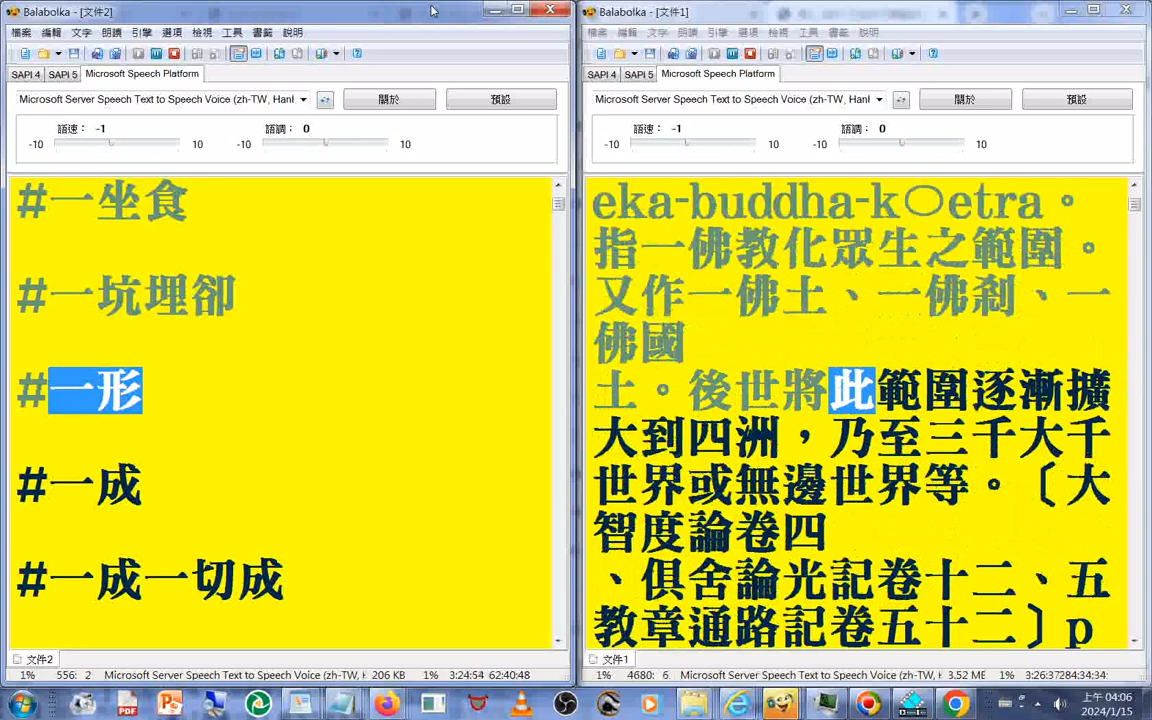 Balabolka - [文件2]
檔案 編輯 文字 朗讀 引擎 選項 檢視 工具 書籤 說明
SAPI 4 SAPI 5 Microsoft Speech Platform
Microsoft Server Speech Text to Speech Voice (zh-TW, Hanl
關於 預設
語速： -1 語調： 0
-10 10 -10 10
#一坐食
#一坑埋卻
#一形
#一成
#一成一切成
文件2
1% 556: 2 Microsoft Server Speech Text to Speech Voice (zh-TW, H 206 KB 1% 3:24:54 62:40:48
Balabolka - [文件1]
檔案 編輯 文字 朗讀 引擎 選項 檢視 工具 書籤 說明
SAPI 4 SAPI 5 Microsoft Speech Platform
Microsoft Server Speech Text to Speech Voice (zh-TW, Hanl
關於 預設
語速： -1 語調： 0
-10 10 -10 10
eka-buddha-k○etra。
指一佛教化眾生之範圍。
又作一佛土、一佛剎、一
佛國
土。後世將此範圍逐漸擴
大到四洲，乃至三千大千
世界或無邊世界等。〔大
智度論卷四
、俱舍論光記卷十二、五
教章通路記卷五十二〕p
文件1
1% 4680: 6 Microsoft Server Speech Text to Speech Voice (zh-TW, H 3.52 ME 1% 3:26:37284:34:34
上午 04:06
2024/1/15